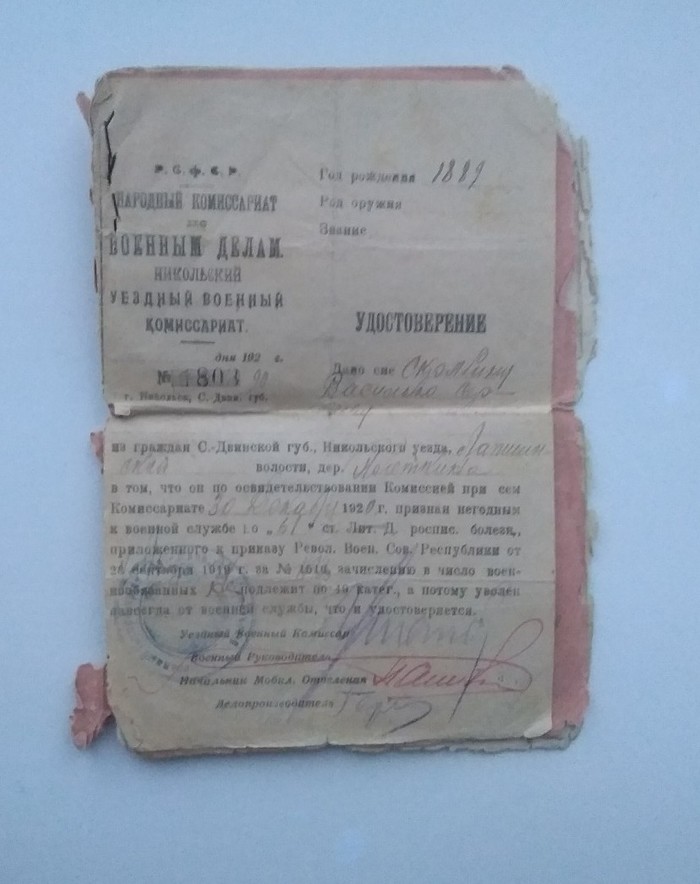 Р. С. Ф. С. Р.
НАРОДНЫЙ КОМИССАРИАТ
по
ВОЕННЫМ ДЕЛАМ.
НИКОЛЬСКИЙ
УЕЗДНЫЙ ВОЕННЫЙ
КОМИССАРИАТ.
дня 192 г.
№ 1803
г. Никольск, С. Двин. губ.
Год рождения 1889
Род оружия
Звание
УДОСТОВЕРЕНИЕ
Дано сие
Василию Сер-
из граждан С.-Двинской губ., Никольского уезда,
волости, дер.
в том, что он по освидетельствовании Комиссией при сем
Комиссариате 30 Ноября 1920 г. признан негодным
к военной службе по „61" ст. Лит. Д роспис. болезн.,
приложенного к приказу Револ. Воен. Сов. Республики от
сентября 1919 г. за № зачислению в число воен-
нообязанных не подлежит по катег., а потому уволен
навсегда от военной службы, что и удостоверяется.
Уездный Военный Комиссар
Военный Руководитель
Начальник Мобил. Отделения
Делопроизводитель